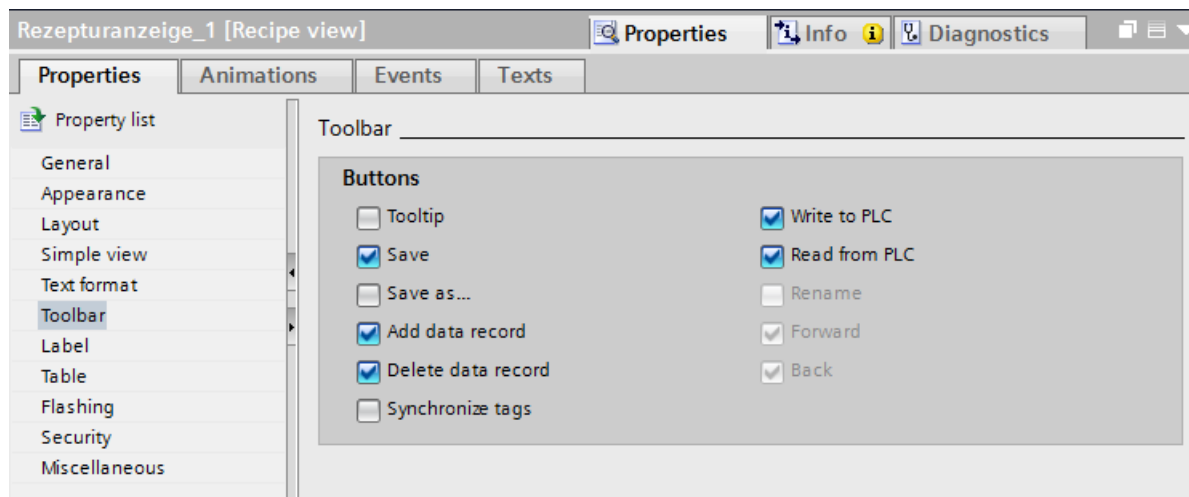 Rezepturanzeige_1 [Recipe view]
Properties
Info
Diagnostics
Properties
Animations
Events
Texts
Property list
General
Appearance
Layout
Simple view
Text format
Toolbar
Label
Table
Flashing
Security
Miscellaneous
Toolbar
Buttons
Tooltip
Save
Save as...
Add data record
Delete data record
Synchronize tags
Write to PLC
Read from PLC
Rename
Forward
Back